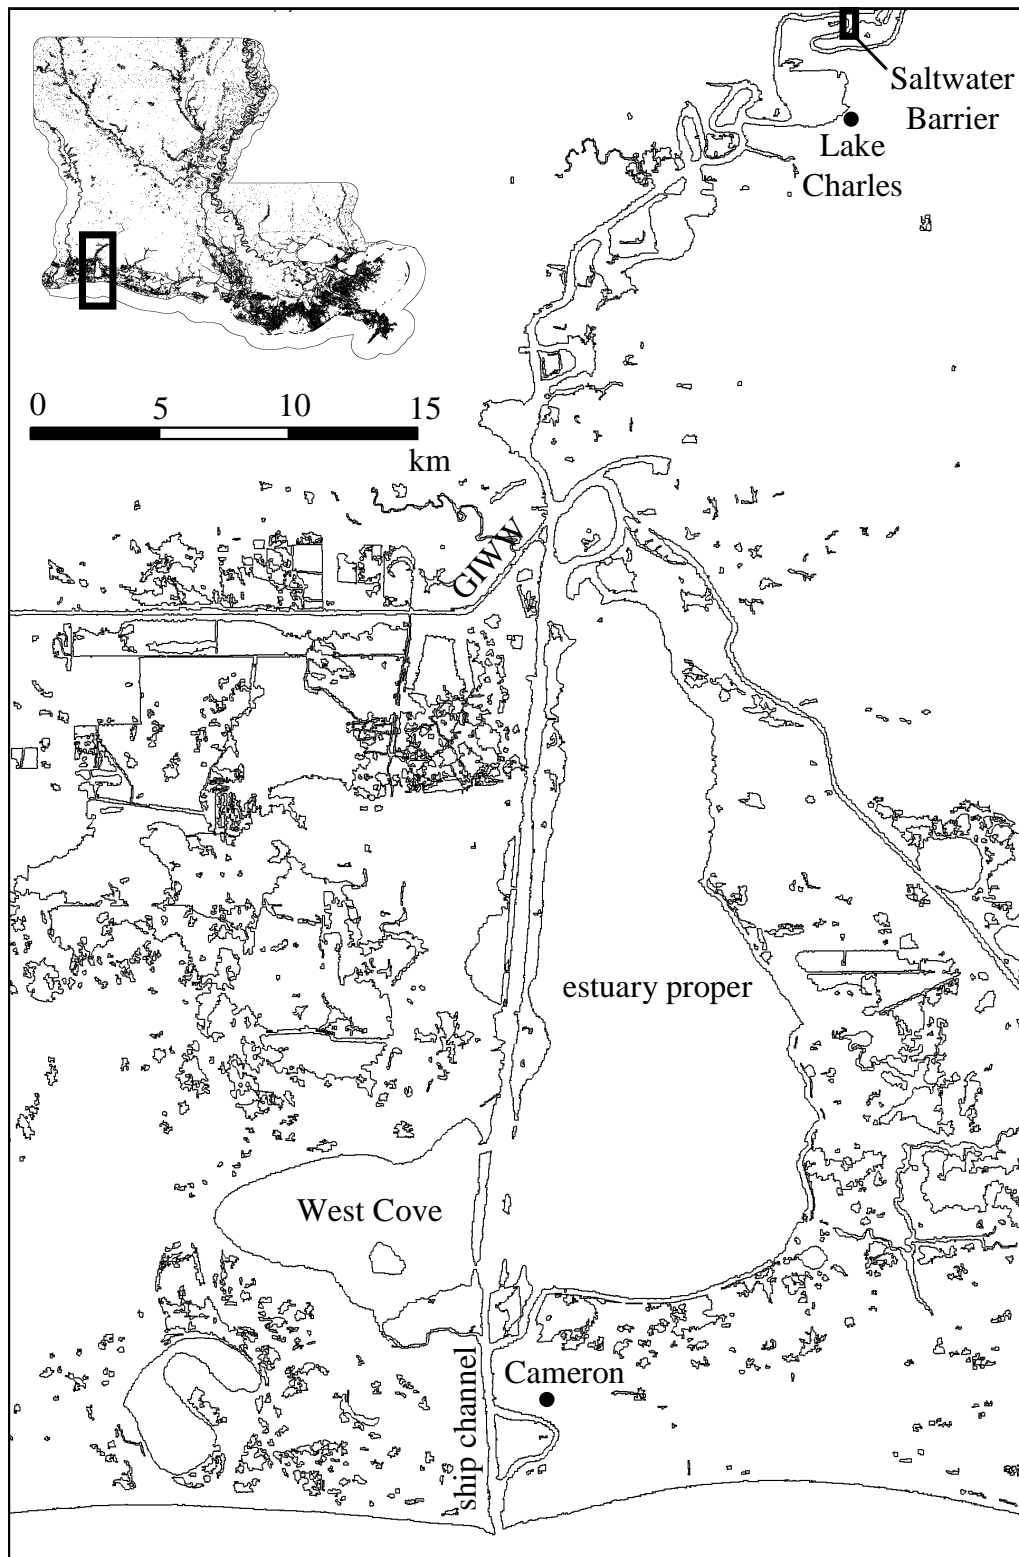 Saltwater
Barrier
Lake
Charles
0 5 10 15
km
GIWW
estuary proper
West Cove
Cameron
ship channel